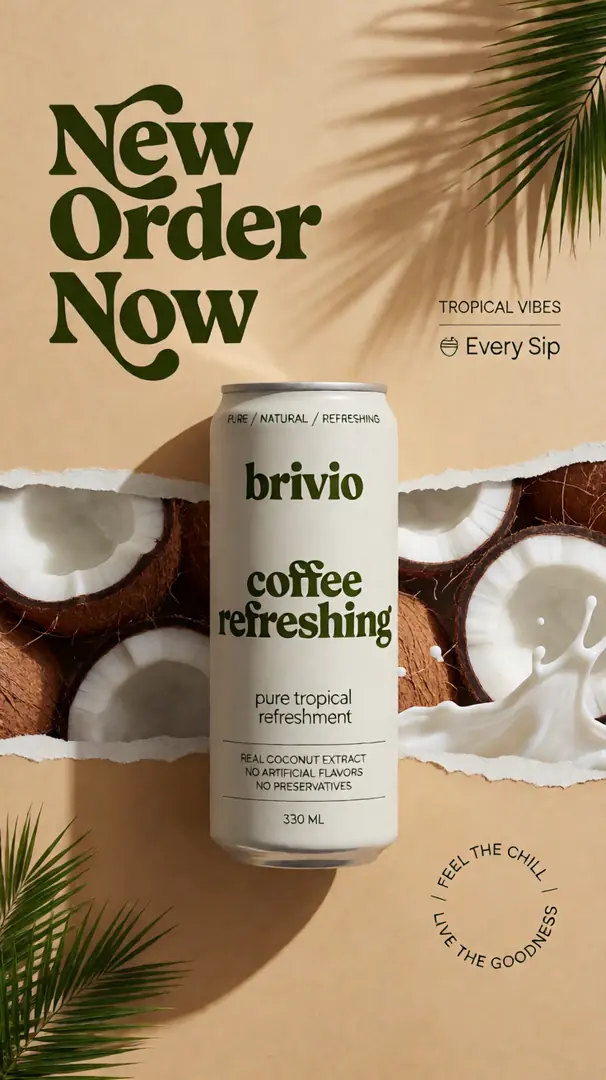 New
Order
Now
TROPICAL VIBES
Every Sip
PURE / NATURAL / REFRESHING
brivio
coffee
refreshing
pure tropical
refreshment
REAL COCONUT EXTRACT
NO ARTIFICIAL FLAVORS
NO PRESERVATIVES
330 ML
/ FEEL THE CHILL /
LIVE THE GOODNESS